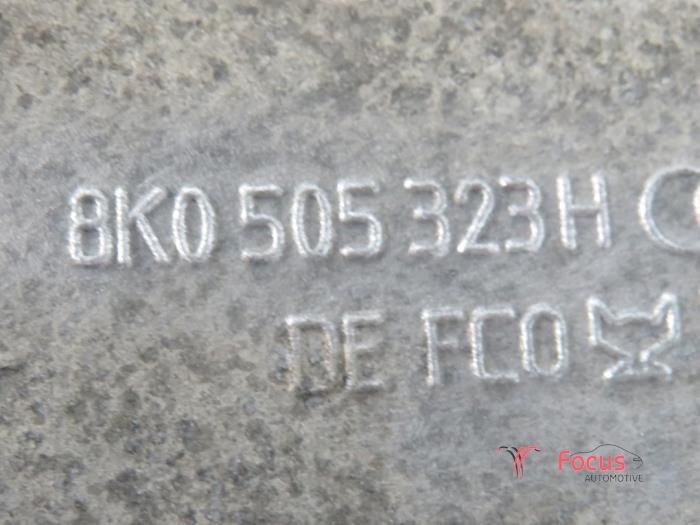 8K0 505 323H
DE FCO
Focus
AUTOMOTIVE